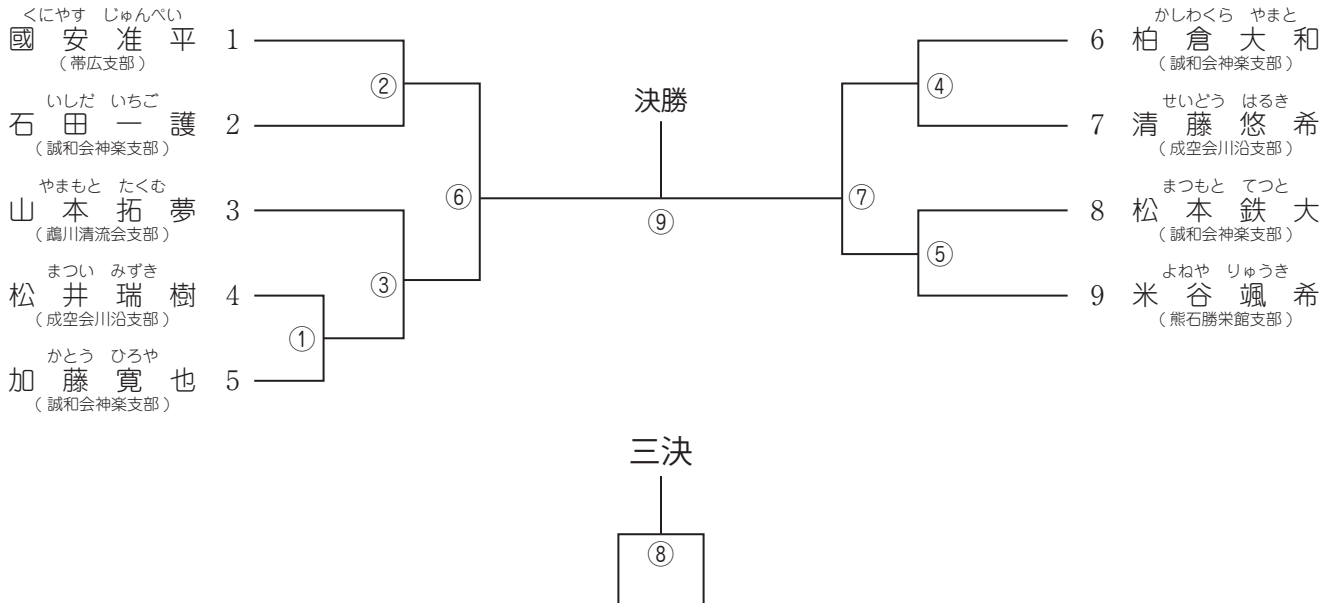 くにやす じゅんぺい
國安准平 1
(帯広支部)
②
いしだ いちご
石田一護 2
(誠和会神楽支部)
⑥
やまもと たくむ
山本拓夢 3
(鵡川清流会支部)
③
まつい みずき
松井瑞樹 4
(成空会川沿支部)
①
かとう ひろや
加藤寛也 5
(誠和会神楽支部)
決勝
⑨
かしわくら やまと
6 柏倉大和
(誠和会神楽支部)
④
せいどう はるき
7 清藤悠希
(成空会川沿支部)
⑦
まつもと てつと
8 松本鉄大
(誠和会神楽支部)
⑤
よねや りゅうき
9 米谷颯希
(熊石勝栄館支部)
三決
⑧